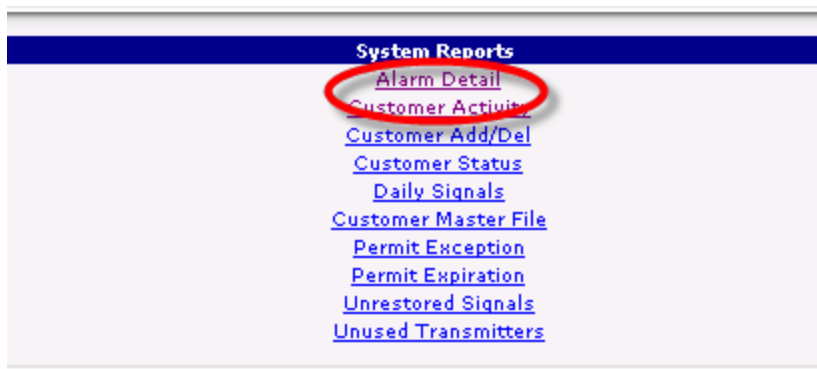 System Reports
Alarm Detail
Customer Activity
Customer Add/Del
Customer Status
Daily Signals
Customer Master File
Permit Exception
Permit Expiration
Unrestored Signals
Unused Transmitters